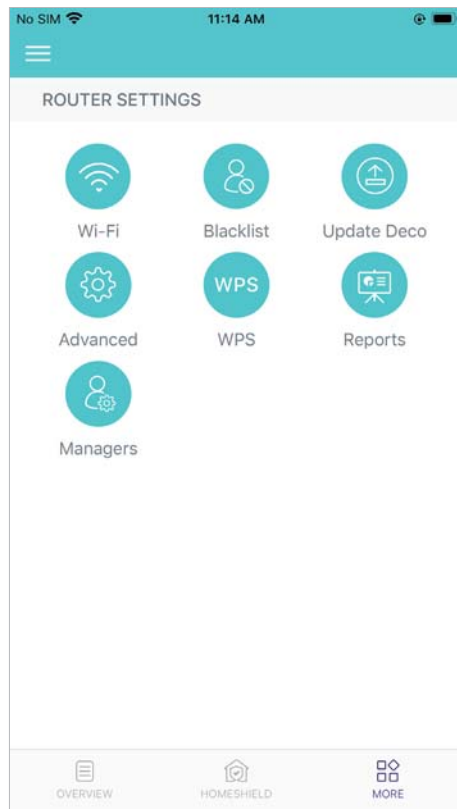 No SIM 11:14 AM
ROUTER SETTINGS
Wi-Fi Blacklist Update Deco
WPS
Advanced WPS Reports
Managers
OVERVIEW HOMESHIELD MORE